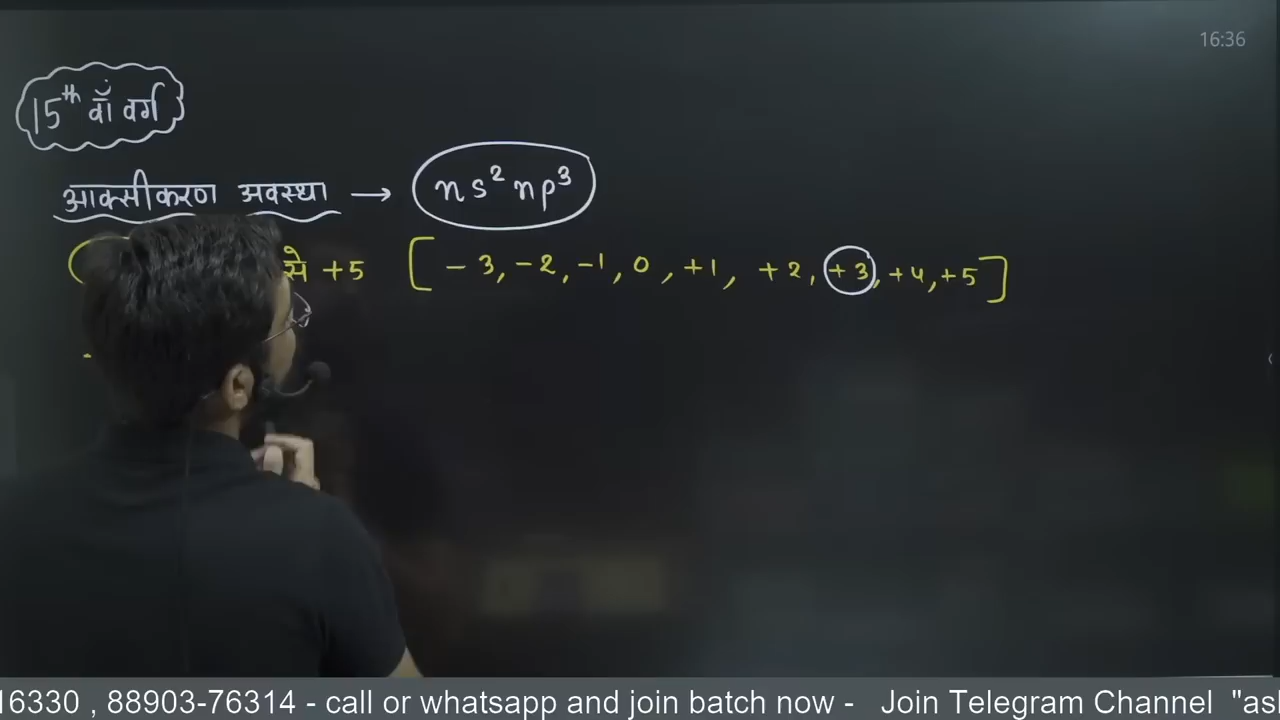 16:36
15th वाँ वर्ग
आक्सीकरण अवस्था → ns² np³
से +5 [ -3, -2, -1, 0, +1, +2, +3, +4, +5 ]
16330 , 88903-76314 - call or whatsapp and join batch now - Join Telegram Channel "as